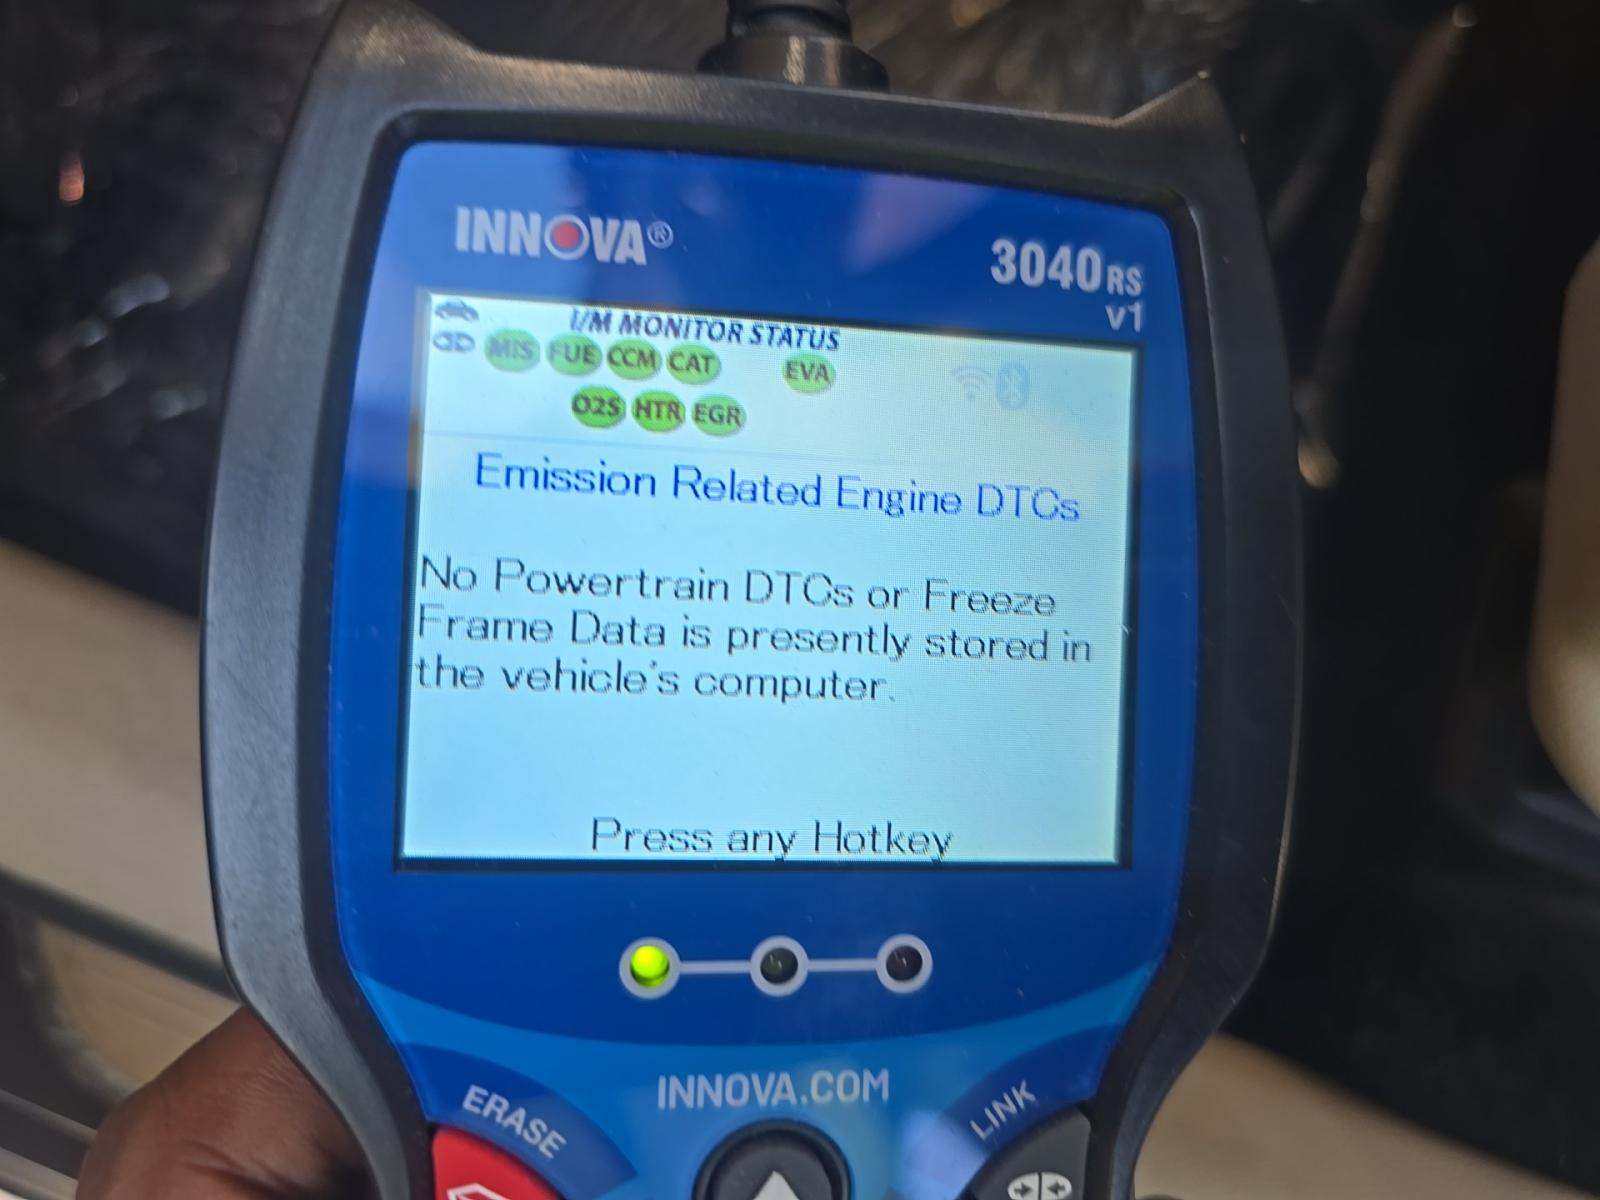 INNOVA®
3040RS
v1
I/M MONITOR STATUS
MIS FUE CCM CAT EVA
O2S HTR EGR
Emission Related Engine DTCs
No Powertrain DTCs or Freeze
Frame Data is presently stored in
the vehicle's computer.
Press any Hotkey
INNOVA.COM
ERASE
LINK